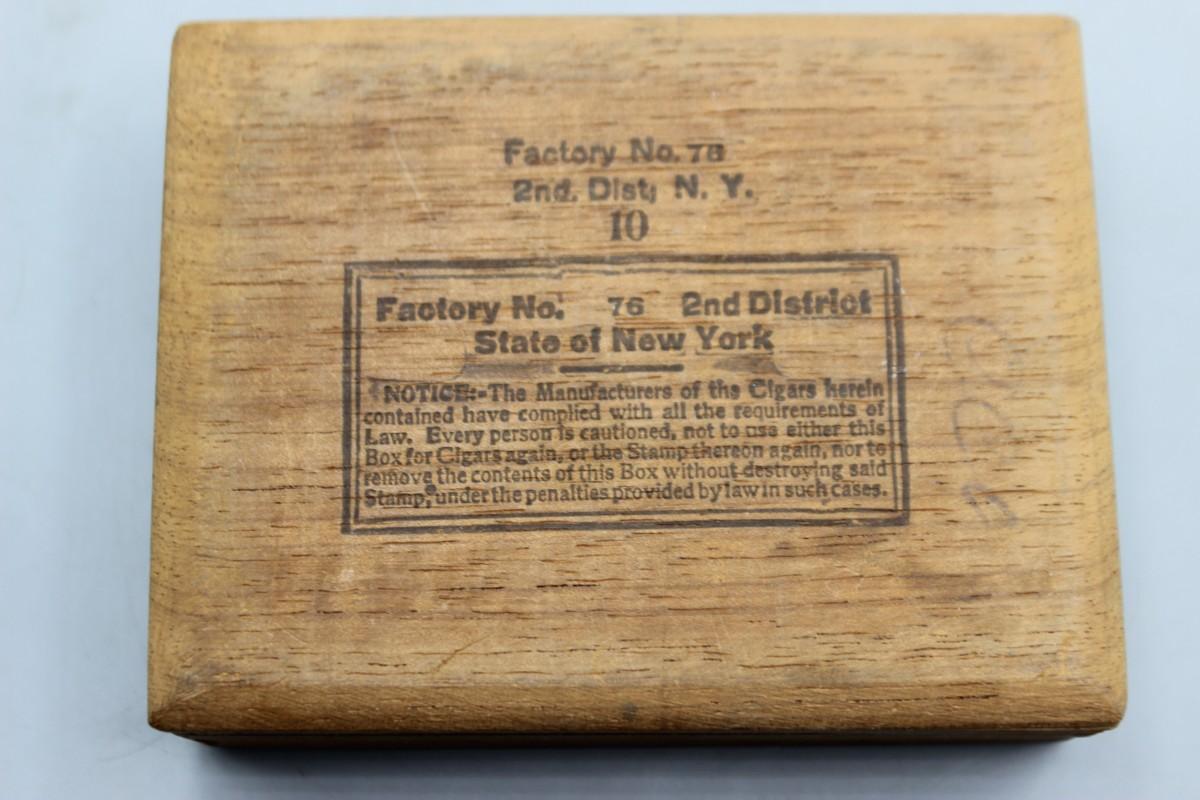 Factory No. 76
2nd. Dist; N. Y.
10
Factory No. 76 2nd District
State of New York
NOTICE:-The Manufacturers of the Cigars herein
contained have complied with all the requirements of
Law. Every person is cautioned, not to use either this
Box for Cigars again, or the Stamp thereon again, nor to
remove the contents of this Box without destroying said
Stamp, under the penalties provided by law in such cases.